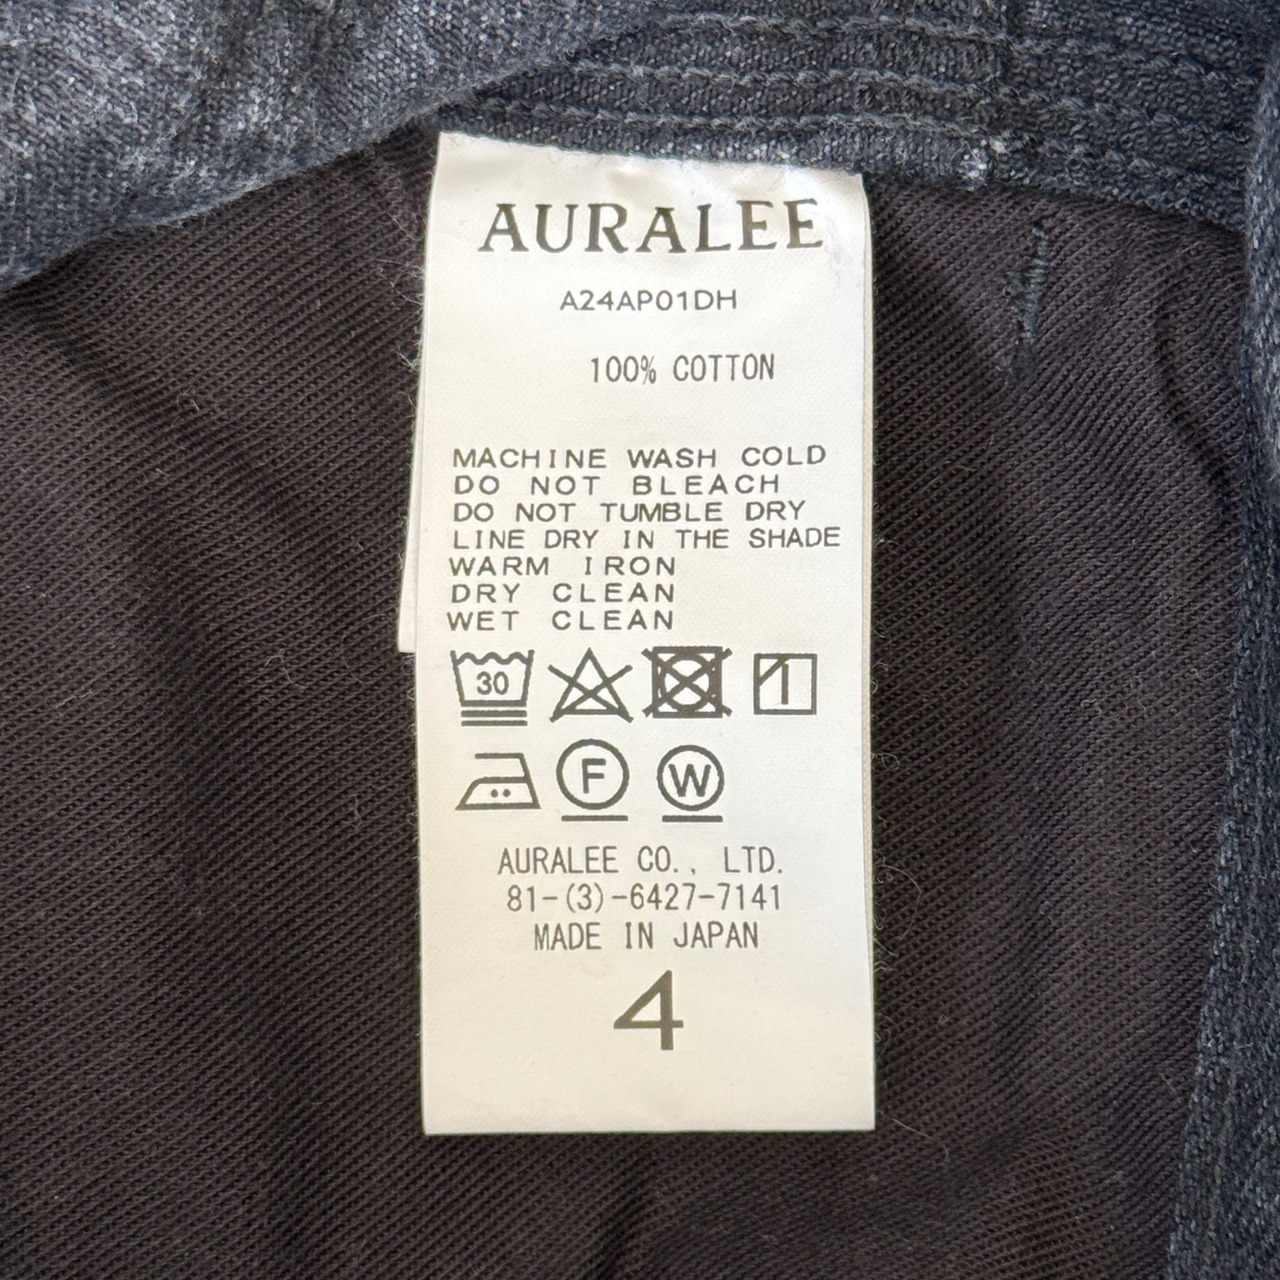 AURALEE
A24AP01DH
100% COTTON
MACHINE WASH COLD
DO NOT BLEACH
DO NOT TUMBLE DRY
LINE DRY IN THE SHADE
WARM IRON
DRY CLEAN
WET CLEAN
30
F W
AURALEE CO., LTD.
81-(3)-6427-7141
MADE IN JAPAN
4